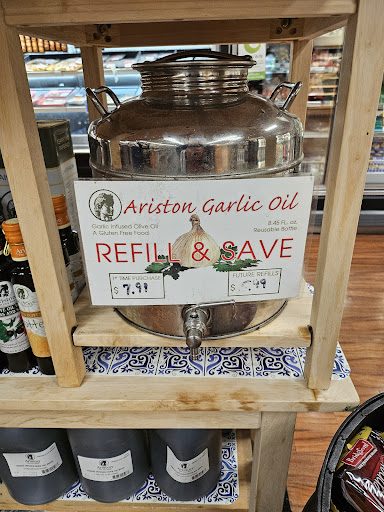 Ariston Garlic Oil
Garlic Infused Olive Oil
A Gluten Free Food
8.45 FL. oz.
Reusable Bottle
REFILL & SAVE
1st TIME PURCHASE
$ 7.99
FUTURE REFILLS